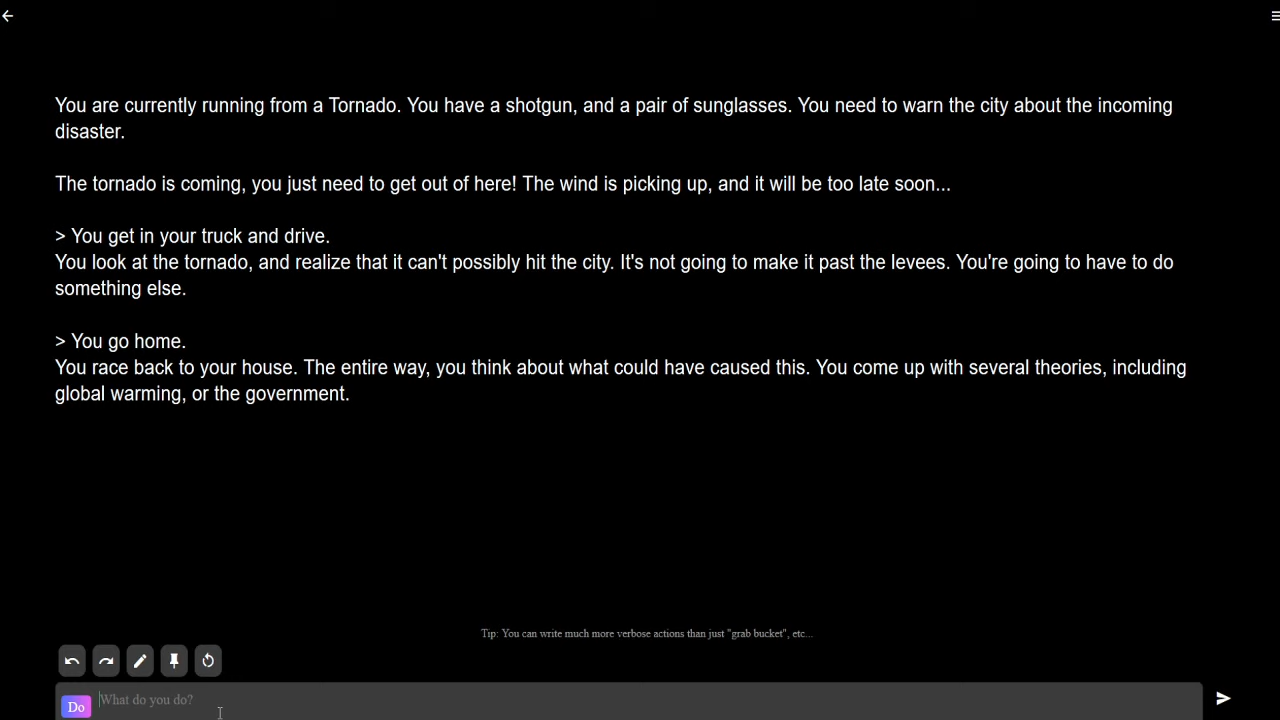 You are currently running from a Tornado. You have a shotgun, and a pair of sunglasses. You need to warn the city about the incoming
disaster.
The tornado is coming, you just need to get out of here! The wind is picking up, and it will be too late soon...
> You get in your truck and drive.
You look at the tornado, and realize that it can't possibly hit the city. It's not going to make it past the levees. You're going to have to do
something else.
> You go home.
You race back to your house. The entire way, you think about what could have caused this. You come up with several theories, including
global warming, or the government.
Tip: You can write much more verbose actions than just "grab bucket", etc...
Do What do you do?